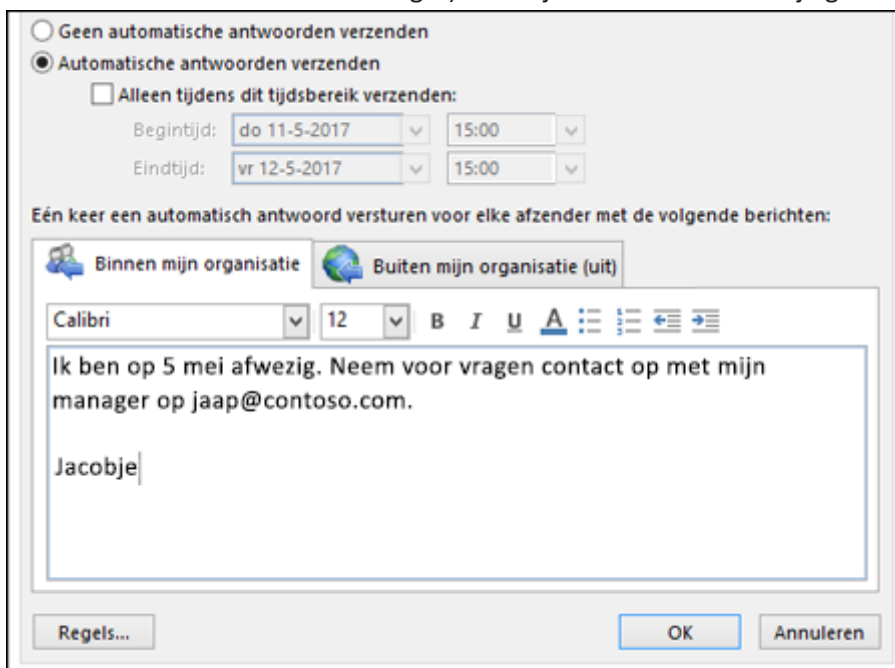 Geen automatische antwoorden verzenden
Automatische antwoorden verzenden
Alleen tijdens dit tijdsbereik verzenden:
Begintijd: do 11-5-2017 15:00
Eindtijd: vr 12-5-2017 15:00
Eén keer een automatisch antwoord versturen voor elke afzender met de volgende berichten:
Binnen mijn organisatie Buiten mijn organisatie (uit)
Calibri 12 B I U A
Ik ben op 5 mei afwezig. Neem voor vragen contact op met mijn
manager op jaap@contoso.com.
Jacobje
Regels... OK Annuleren